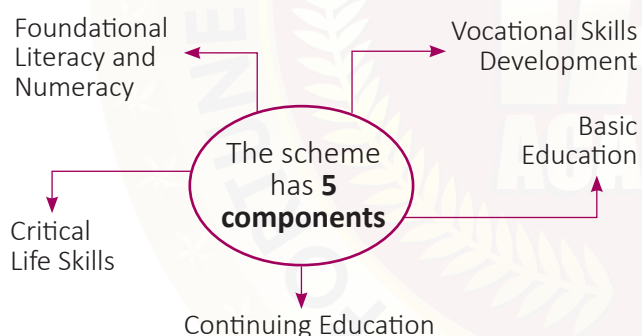 Foundational
Literacy and
Numeracy
Vocational Skills
Development
The scheme
has 5
components
Basic
Education
Critical
Life Skills
Continuing Education